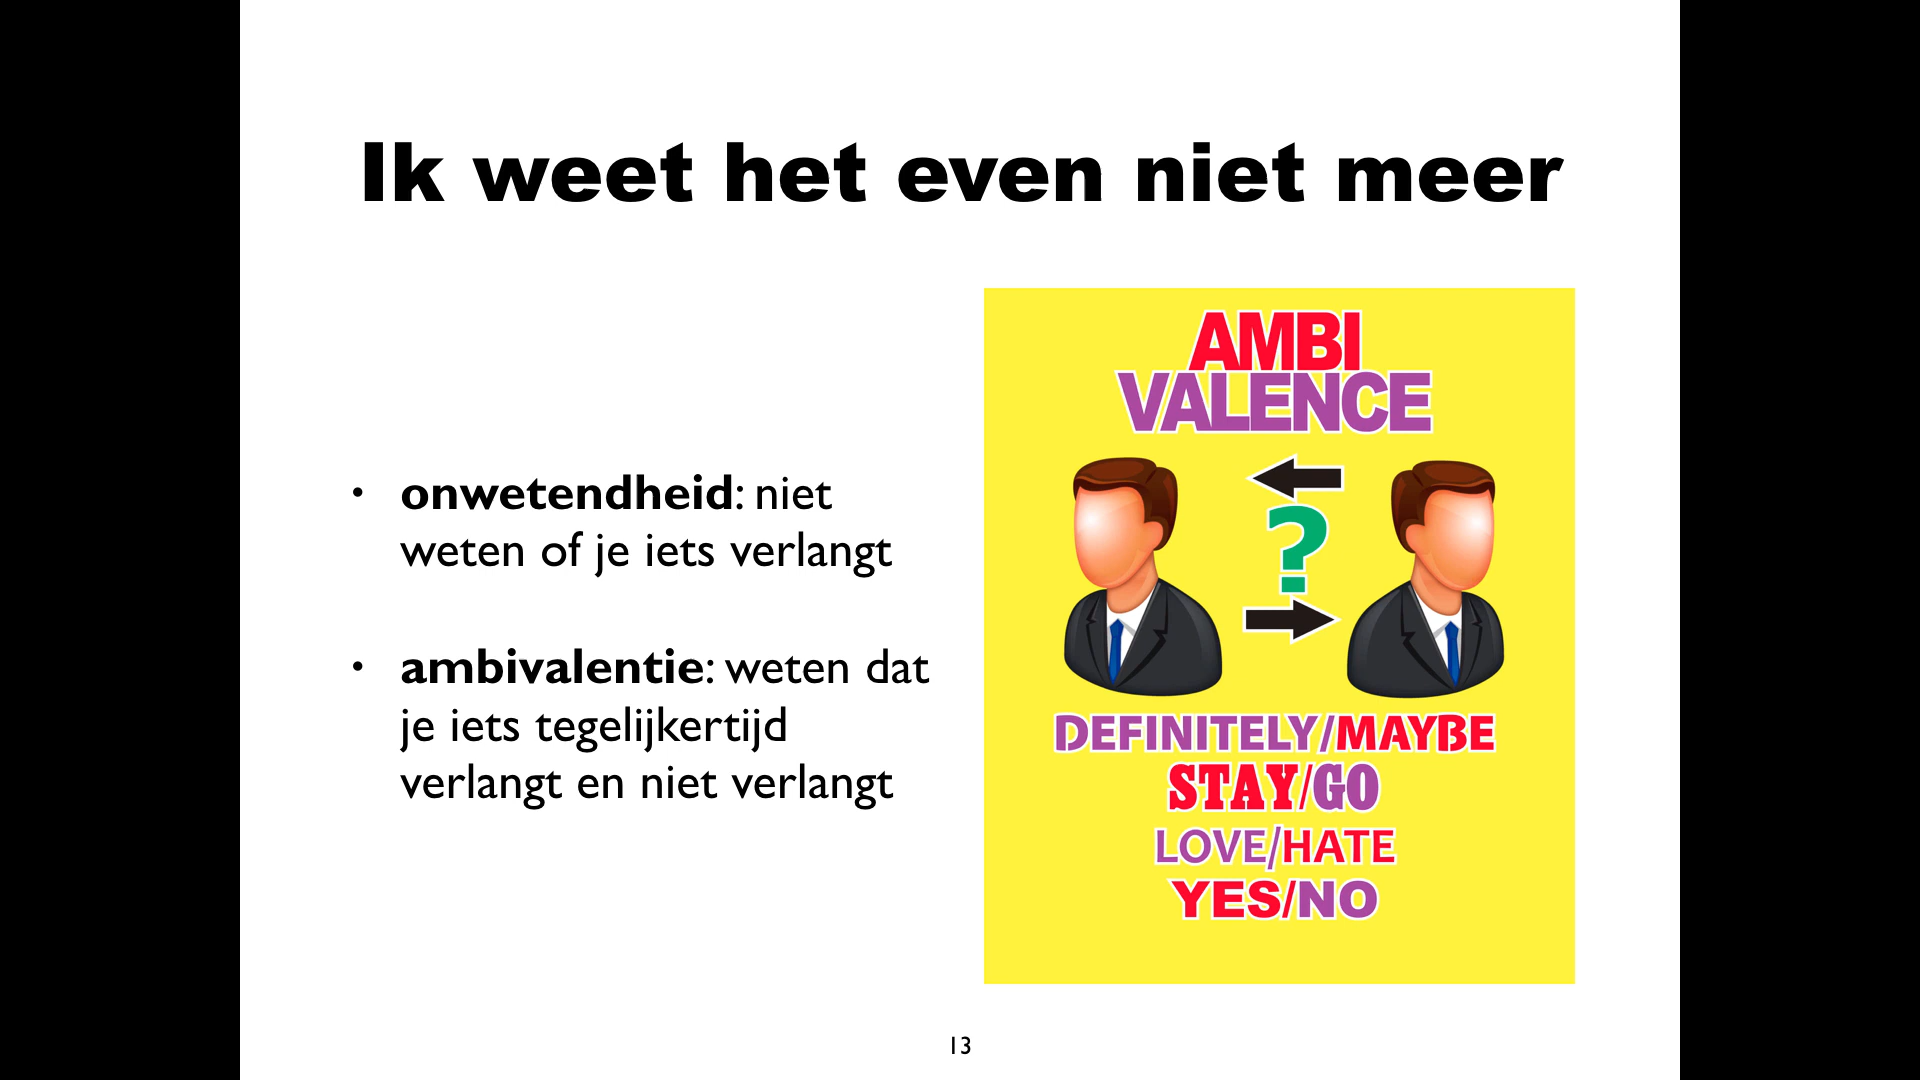 Ik weet het even niet meer
• onwetendheid: niet
weten of je iets verlangt
• ambivalentie: weten dat
je iets tegelijkertijd
verlangt en niet verlangt
AMBI
VALENCE
?
DEFINITELY/MAYBE
STAY/GO
LOVE/HATE
YES/NO
13